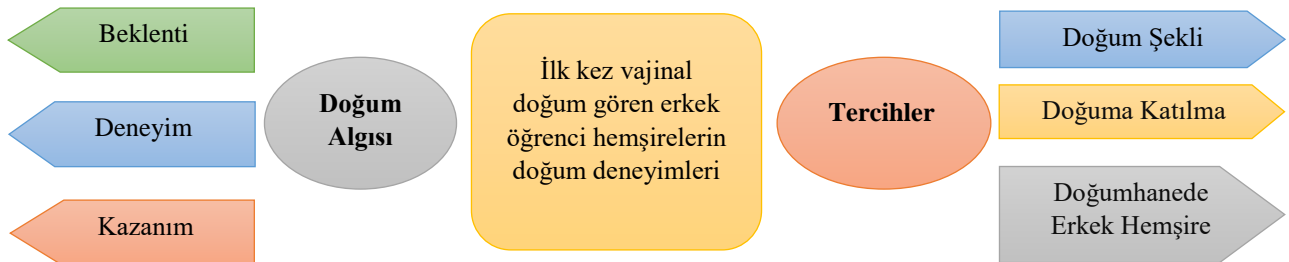 Beklenti
Deneyim
Kazanım
Doğum
Algısı
İlk kez vajinal
doğum gören erkek
öğrenci hemşirelerin
doğum deneyimleri
Tercihler
Doğum Şekli
Doğuma Katılma
Doğumhanede
Erkek Hemşire